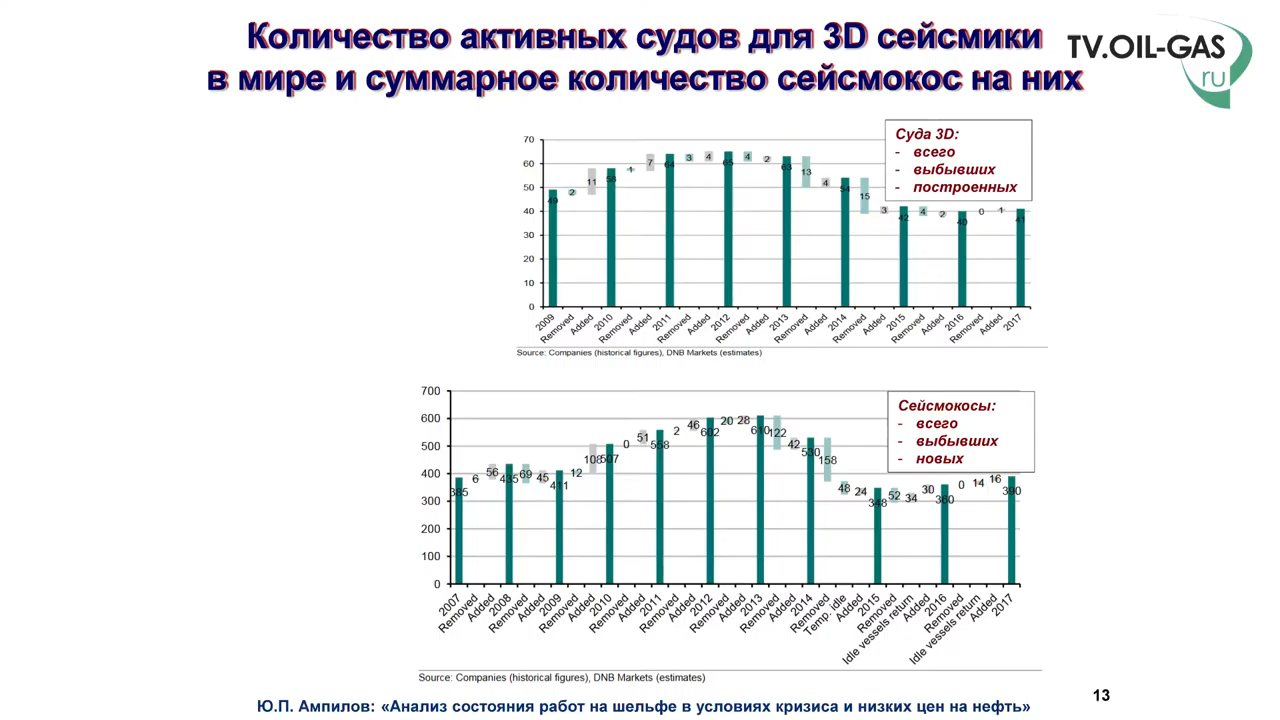 Количество активных судов для 3D сейсмики
в мире и суммарное количество сейсмокос на них
TV.OIL-GAS
ru
Суда 3D:
- всего
- выбывших
- построенных
70
60
50
40
30
20
10
0
49
2
11
58
1
7
64
3
4
65
4
2
63
13
4
54
15
3
42
4
2
40
0
1
41
2009
Removed
Added
2010
Removed
Added
2011
Removed
Added
2012
Removed
Added
2013
Removed
Added
2014
Removed
Added
2015
Removed
Added
2016
Removed
Added
2017
Source: Companies (historical figures), DNB Markets (estimates)
Сейсмокосы:
- всего
- выбывших
- новых
700
600
500
400
300
200
100
0
385
6
56
435
69
45
411
12
108
507
0
51
558
2
46
602
20
28
610
122
42
530
158
48
24
348
52
34
30
360
0
14
16
390
2007
Removed
Added
2008
Removed
Added
2009
Removed
Added
2010
Removed
Added
2011
Removed
Added
2012
Removed
Added
2013
Removed
Added
2014
Removed
Temp. idle
Added
2015
Removed
Idle vessels return
Added
2016
Removed
Idle vessels return
Added
2017
Source: Companies (historical figures), DNB Markets (estimates)
Ю.П. Ампилов: «Анализ состояния работ на шельфе в условиях кризиса и низких цен на нефть»
13